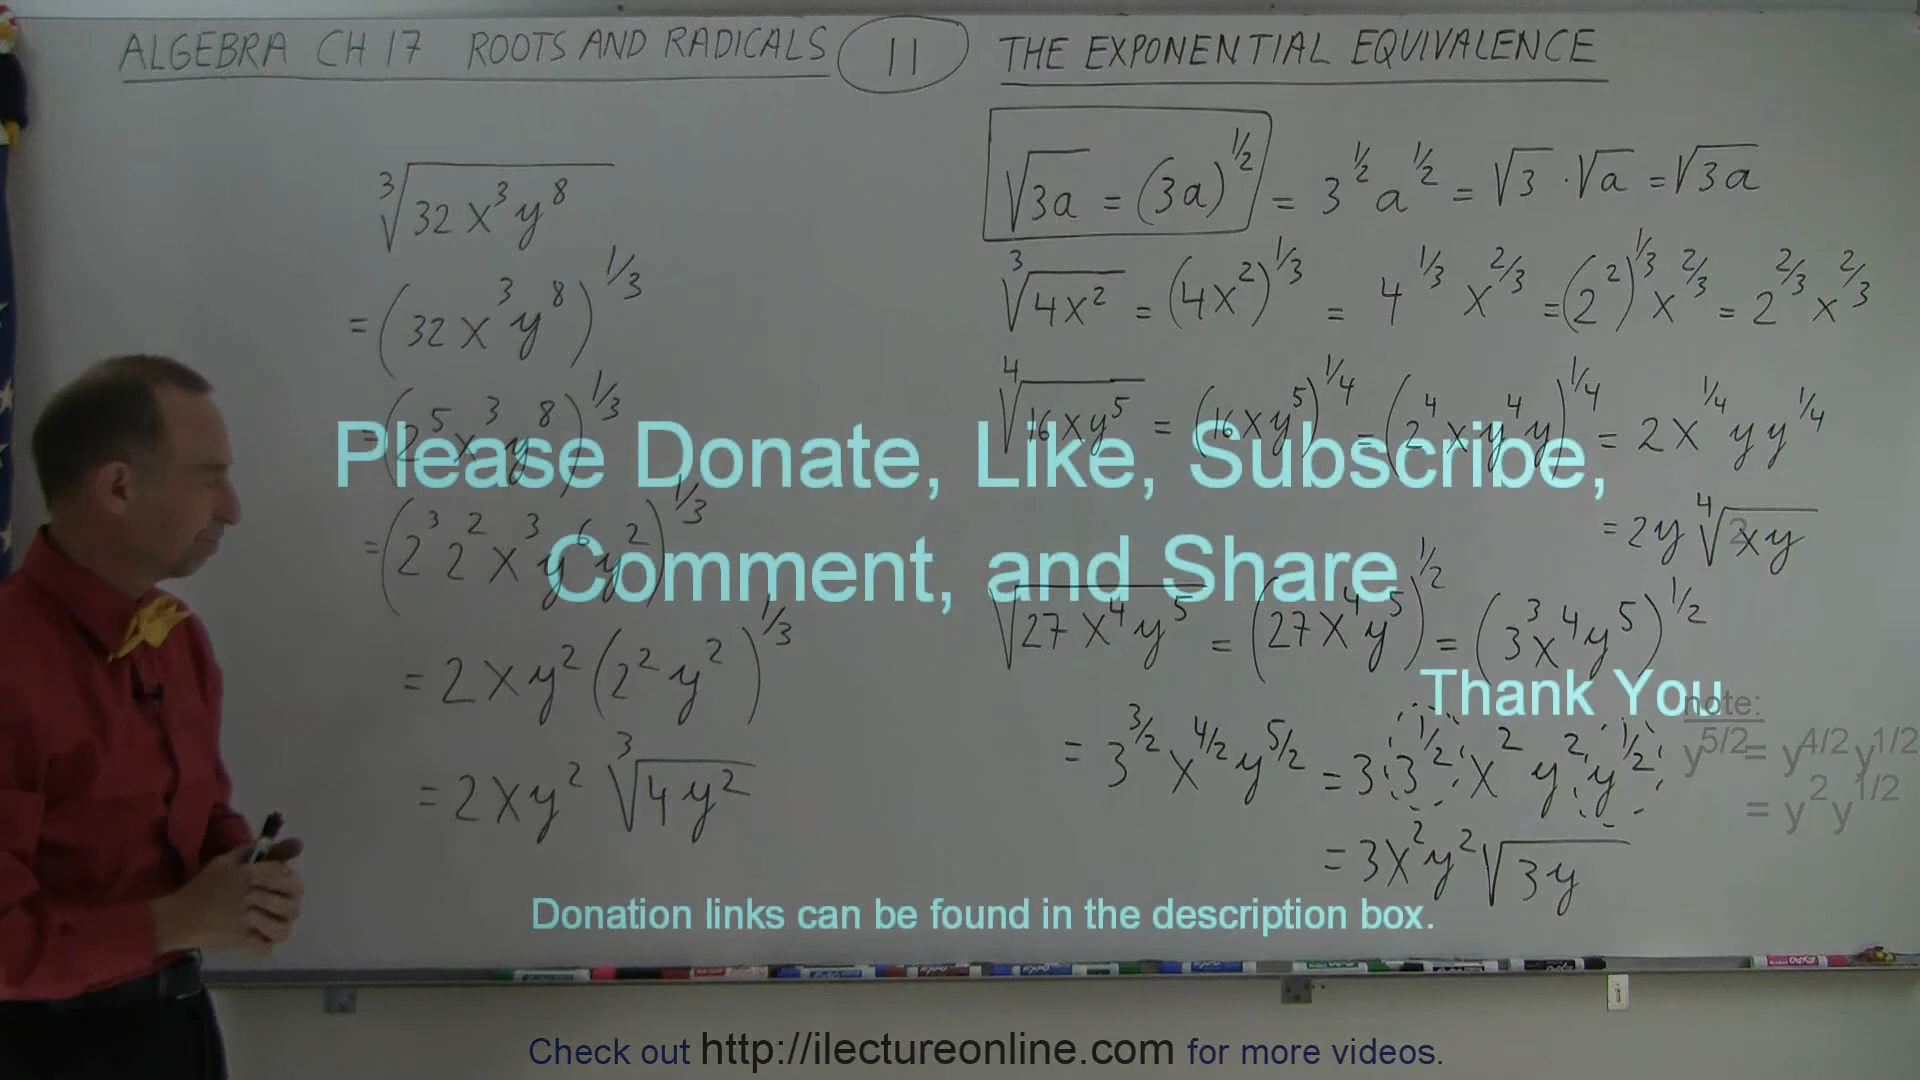 ALGEBRA CH 17 ROOTS AND RADICALS 11 THE EXPONENTIAL EQUIVALENCE
∛(32x³y⁸)
= (32x³y⁸)^1/3
= (2⁵x³y⁸)^1/3
= (2³2²x³y⁶y²)^1/3
= 2xy²(2²y²)^1/3
= 2xy² ∛(4y²)
√(3a) = (3a)^1/2 = 3^1/2 a^1/2 = √3 · √a = √(3a)
∛(4x²) = (4x²)^1/3 = 4^1/3 x^2/3 = (2²)^1/3 x^2/3 = 2^2/3 x^2/3
∜(16xy⁵) = (16xy⁵)^1/4 = (2⁴xy⁴y)^1/4 = 2x^1/4 y y^1/4
= 2y ∜(xy)
√(27x⁴y⁵) = (27x⁴y⁵)^1/2 = (3³x⁴y⁵)^1/2
= 3^3/2 x^4/2 y^5/2 = 3·3^1/2 x² y² y^1/2
= 3x²y²√(3y)
note:
y^5/2 = y^4/2 y^1/2
= y² y^1/2
Please Donate, Like, Subscribe,
Comment, and Share
Thank You
Donation links can be found in the description box.
Check out http://ilectureonline.com for more videos.